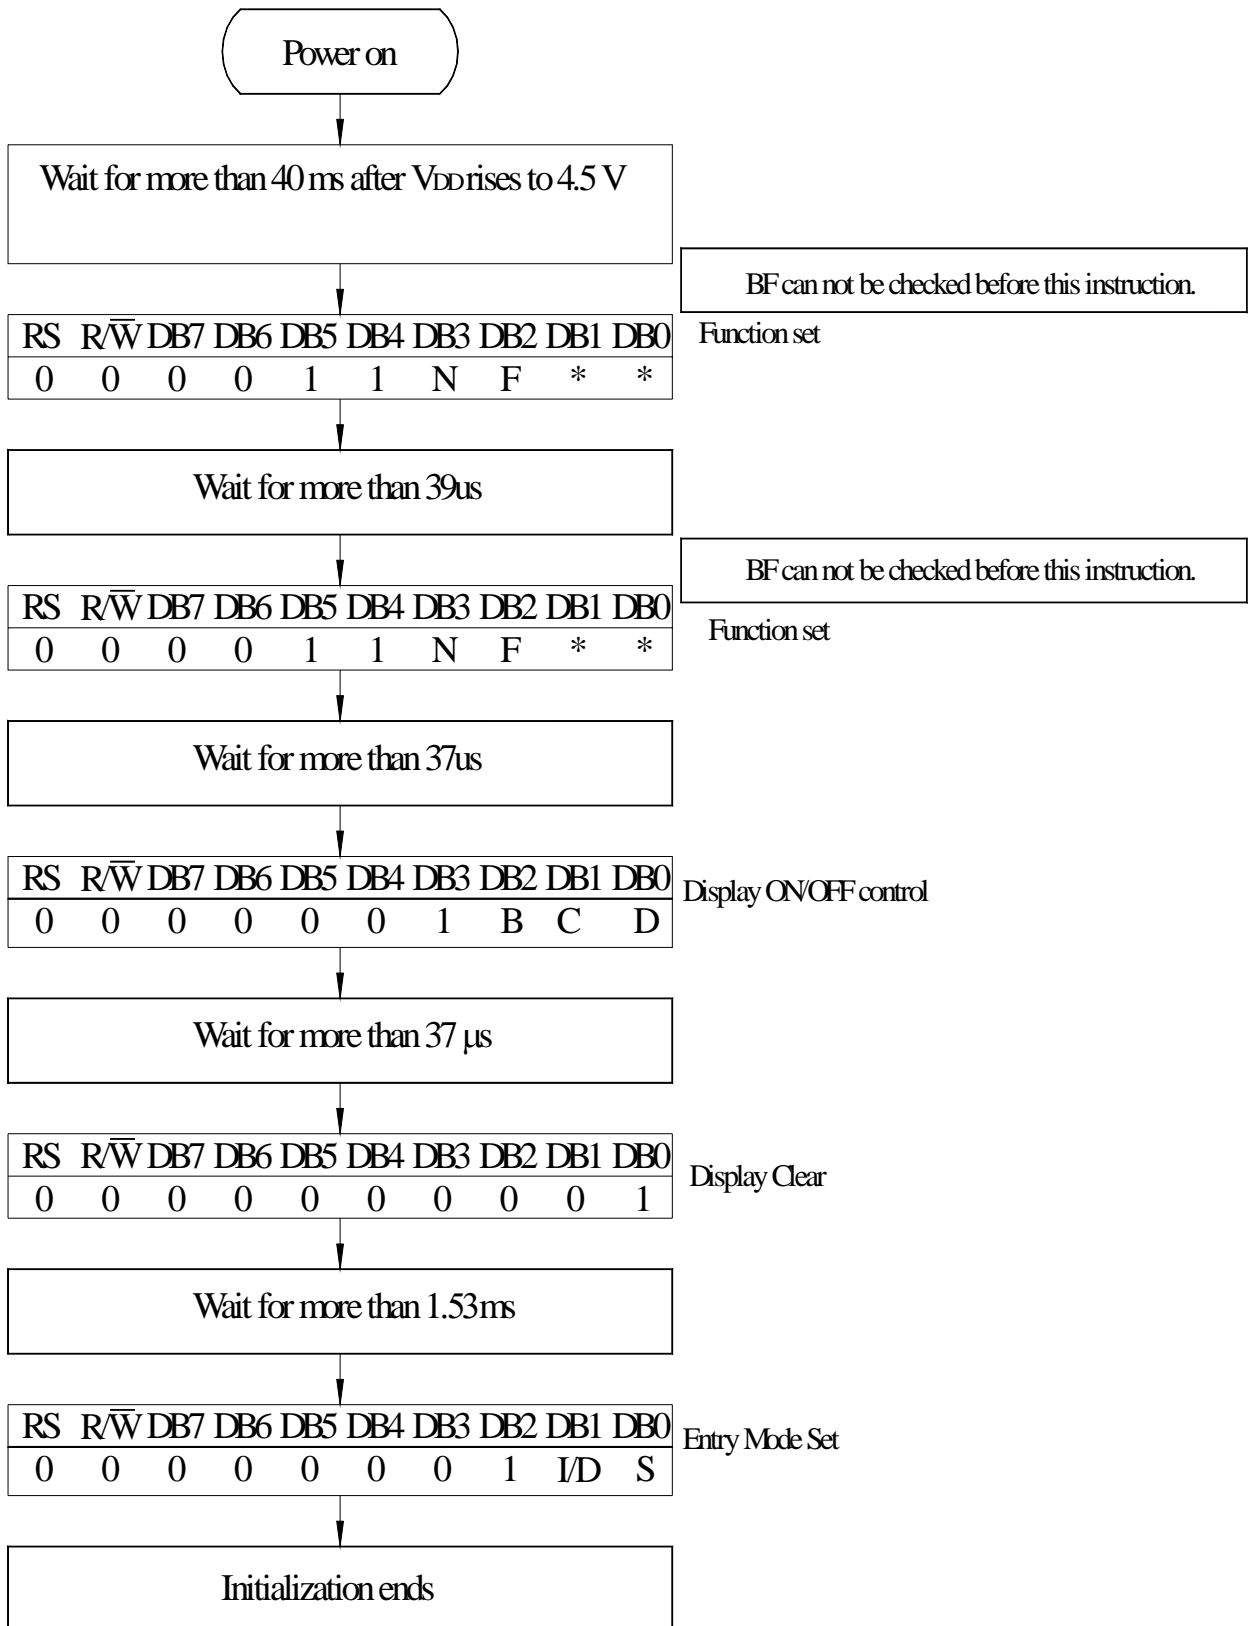 Power on
Wait for more than 40 ms after VDD rises to 4.5 V
BF can not be checked before this instruction.
RS R/W̅ DB7 DB6 DB5 DB4 DB3 DB2 DB1 DB0
Function set
0 0 0 0 1 1 N F * *
Wait for more than 39us
BF can not be checked before this instruction.
RS R/W̅ DB7 DB6 DB5 DB4 DB3 DB2 DB1 DB0
Function set
0 0 0 0 1 1 N F * *
Wait for more than 37us
RS R/W̅ DB7 DB6 DB5 DB4 DB3 DB2 DB1 DB0
Display ON/OFF control
0 0 0 0 0 0 1 B C D
Wait for more than 37 μs
RS R/W̅ DB7 DB6 DB5 DB4 DB3 DB2 DB1 DB0
Display Clear
0 0 0 0 0 0 0 0 0 1
Wait for more than 1.53ms
RS R/W̅ DB7 DB6 DB5 DB4 DB3 DB2 DB1 DB0
Entry Mode Set
0 0 0 0 0 0 0 1 I/D S
Initialization ends